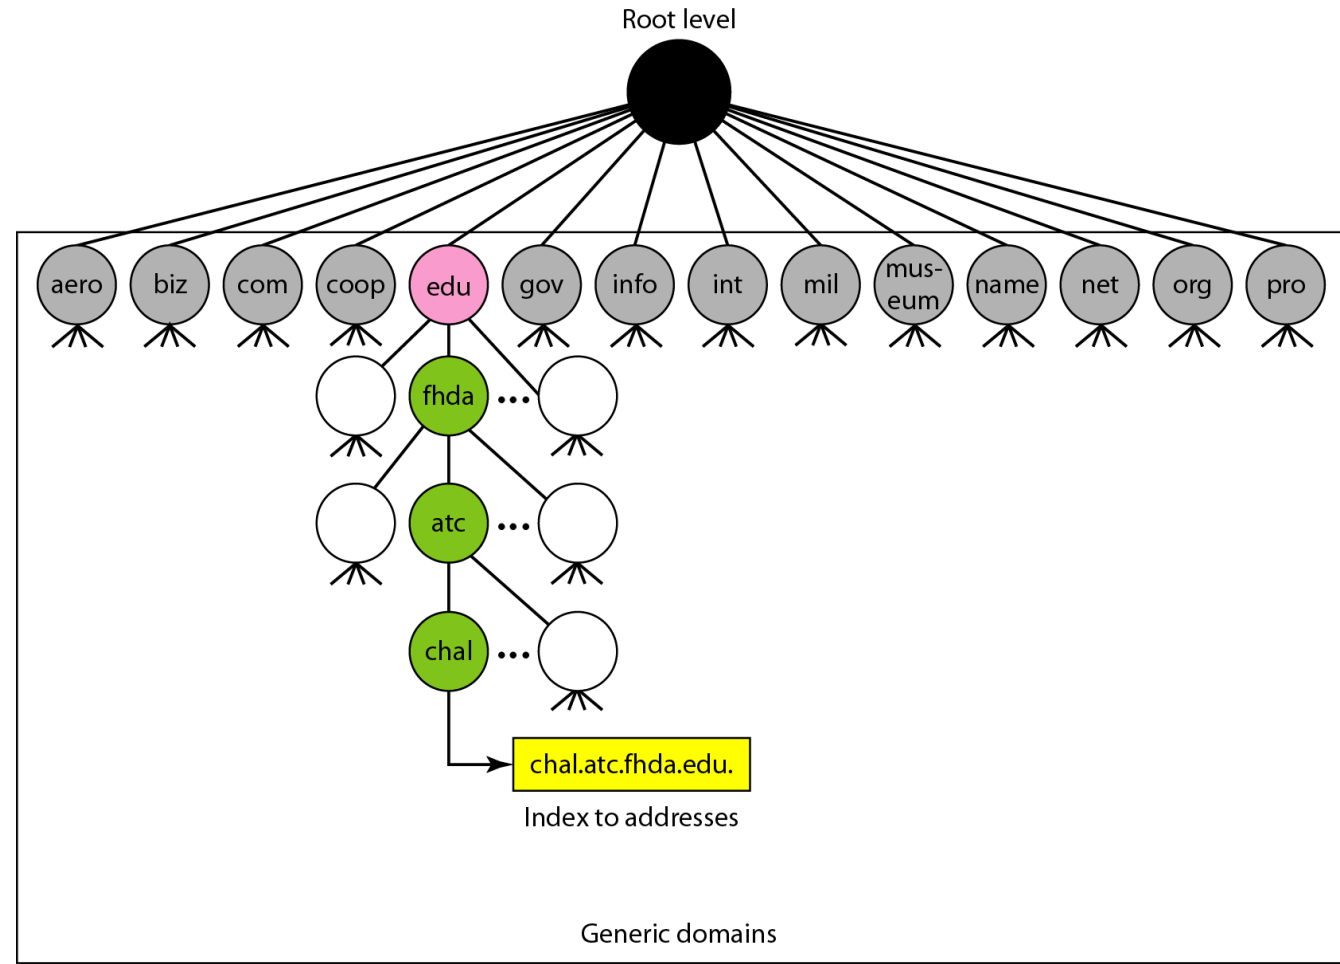 Root level
aero biz com coop edu gov info int mil mus-
eum name net org pro
fhda ...
atc ...
chal ...
chal.atc.fhda.edu.
Index to addresses
Generic domains